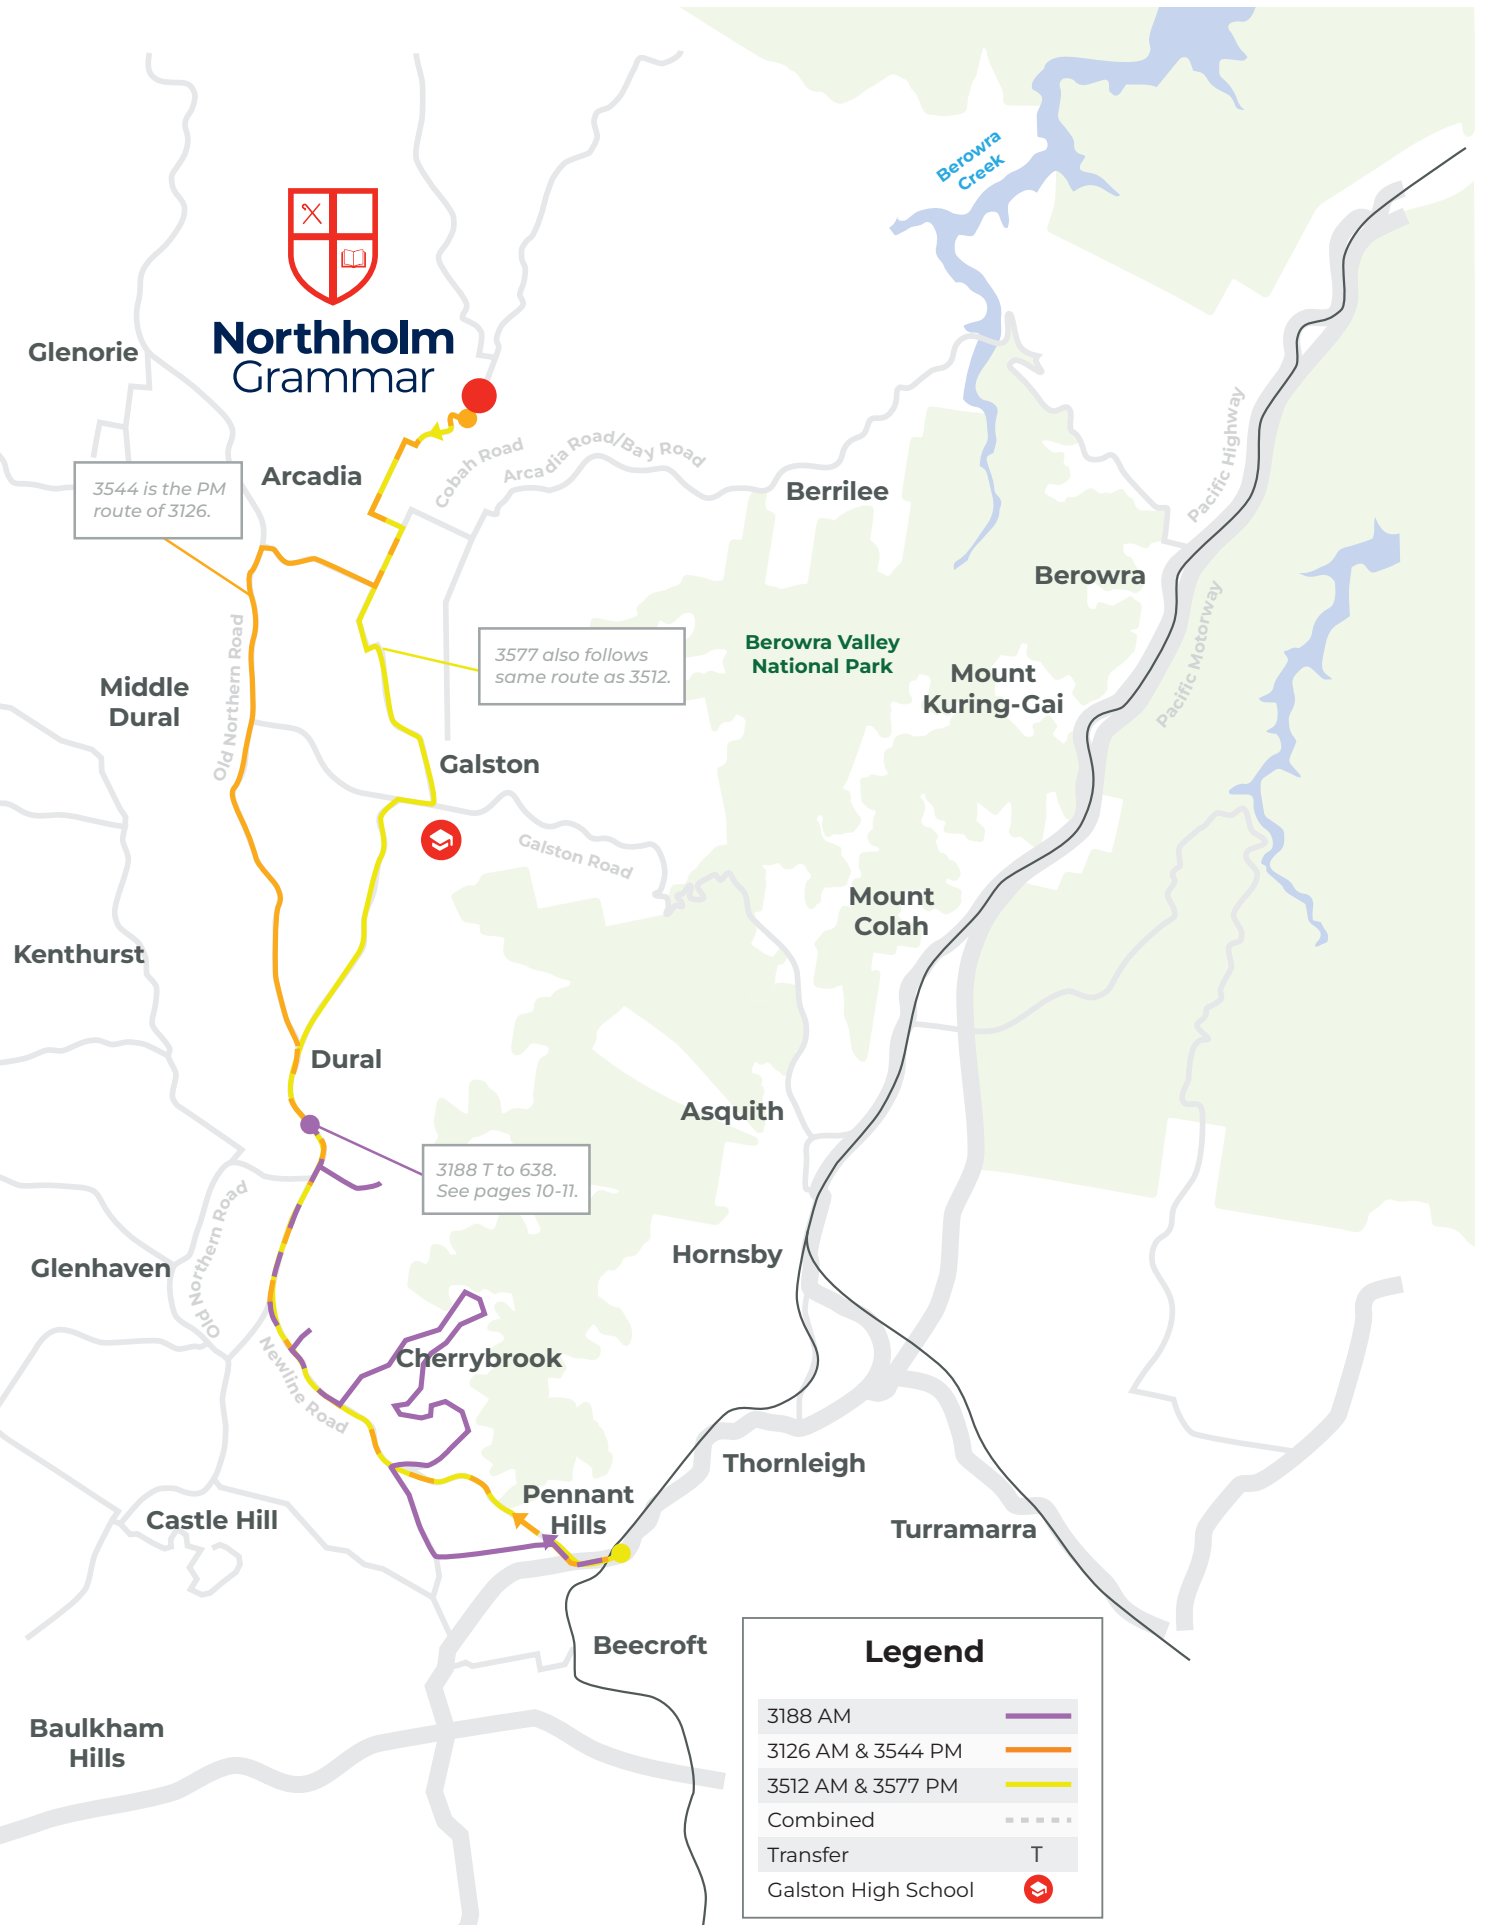 Berowra
Creek
Northholm
Grammar
Glenorie
Pacific Highway
Cobah Road
Arcadia Road/Bay Road
Arcadia
3544 is the PM
route of 3126.
Berrilee
Berowra
Pacific Motorway
Old Northern Road
3577 also follows
same route as 3512.
Berowra Valley
National Park
Mount
Kuring-Gai
Middle
Dural
Galston
Galston Road
Mount
Colah
Kenthurst
Dural
Asquith
3188 T to 638.
See pages 10-11.
Old Northern Road
Glenhaven
Hornsby
Newline Road
Cherrybrook
Thornleigh
Pennant
Hills
Castle Hill
Turramarra
Beecroft
Baulkham
Hills
Legend
3188 AM
3126 AM & 3544 PM
3512 AM & 3577 PM
Combined
Transfer T
Galston High School